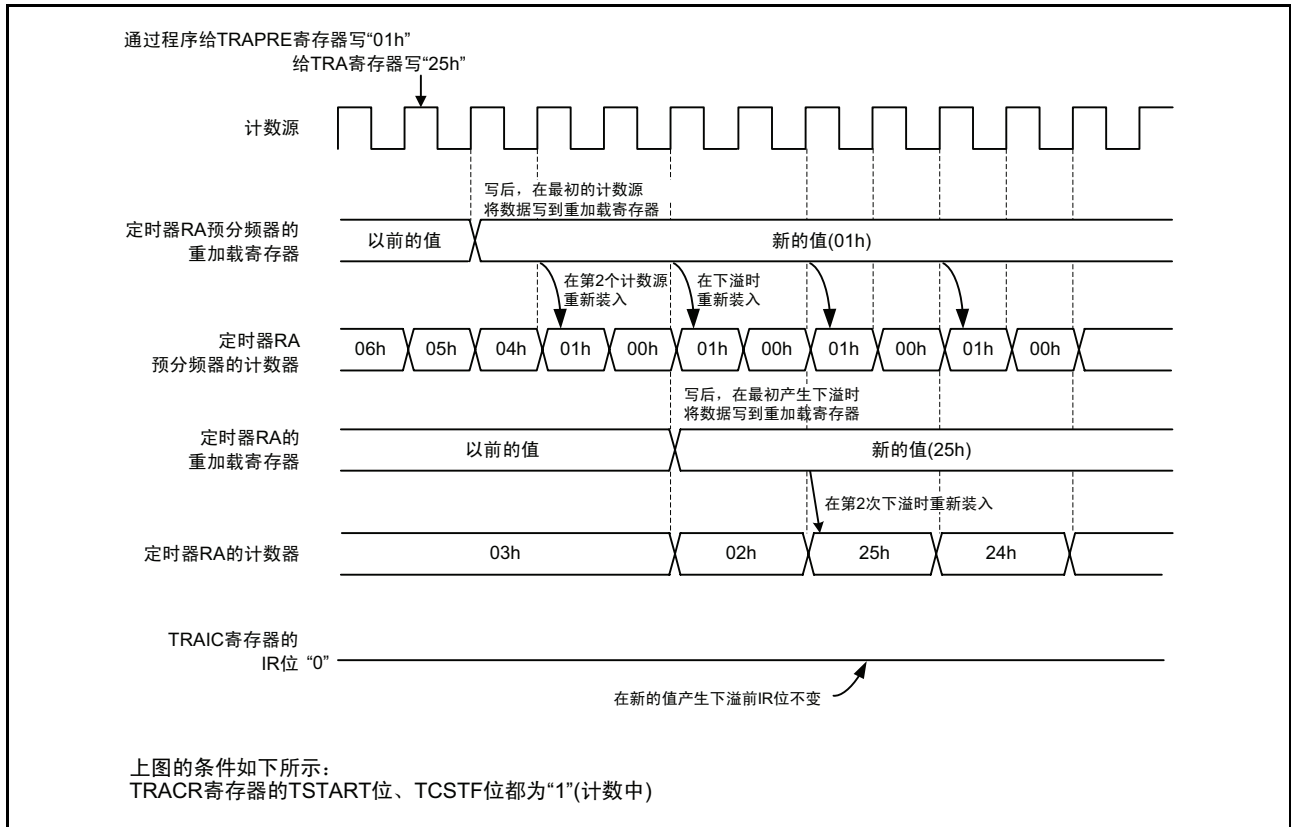 通过程序给TRAPRE寄存器写“01h”
给TRA寄存器写“25h”
计数源
写后，在最初的计数源
将数据写到重加载寄存器
定时器RA预分频器的
重加载寄存器
以前的值
新的值(01h)
在第2个计数源
重新装入
在下溢时
重新装入
定时器RA
预分频器的计数器
06h 05h 04h 01h 00h 01h 00h 01h 00h 01h 00h
写后，在最初产生下溢时
将数据写到重加载寄存器
定时器RA的
重加载寄存器
以前的值
新的值(25h)
在第2次下溢时重新装入
定时器RA的计数器
03h 02h 25h 24h
TRAIC寄存器的
IR位 “0”
在新的值产生下溢前IR位不变
上图的条件如下所示：
TRACR寄存器的TSTART位、TCSTF位都为“1”(计数中)